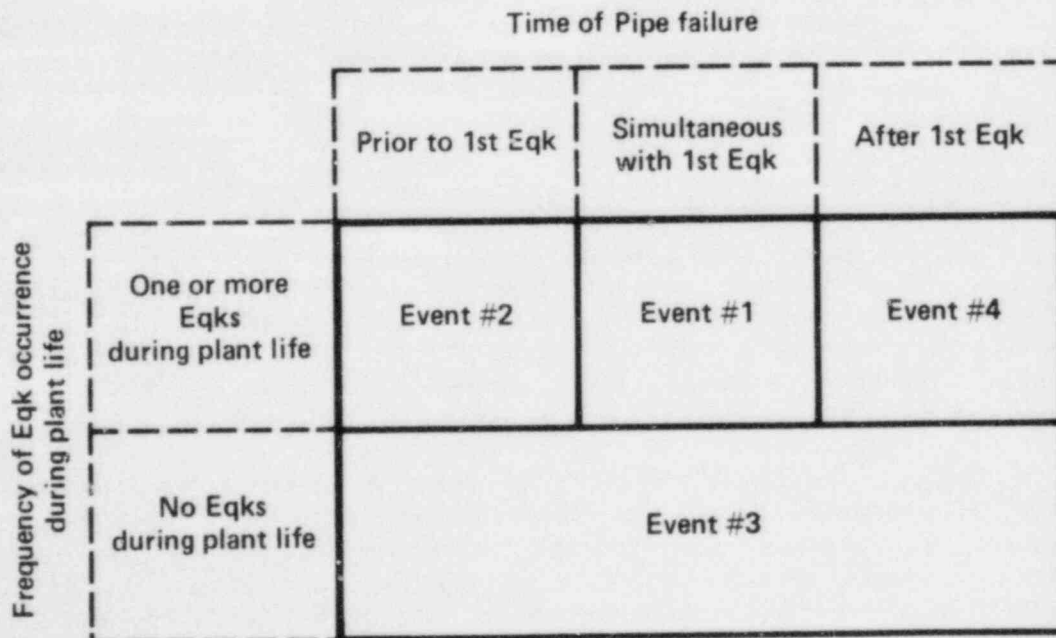 Time of Pipe failure
Prior to 1st Eqk
Simultaneous
with 1st Eqk
After 1st Eqk
Frequency of Eqk occurrence
during plant life
One or more
Eqks
during plant life
Event #2
Event #1
Event #4
No Eqks
during plant life
Event #3